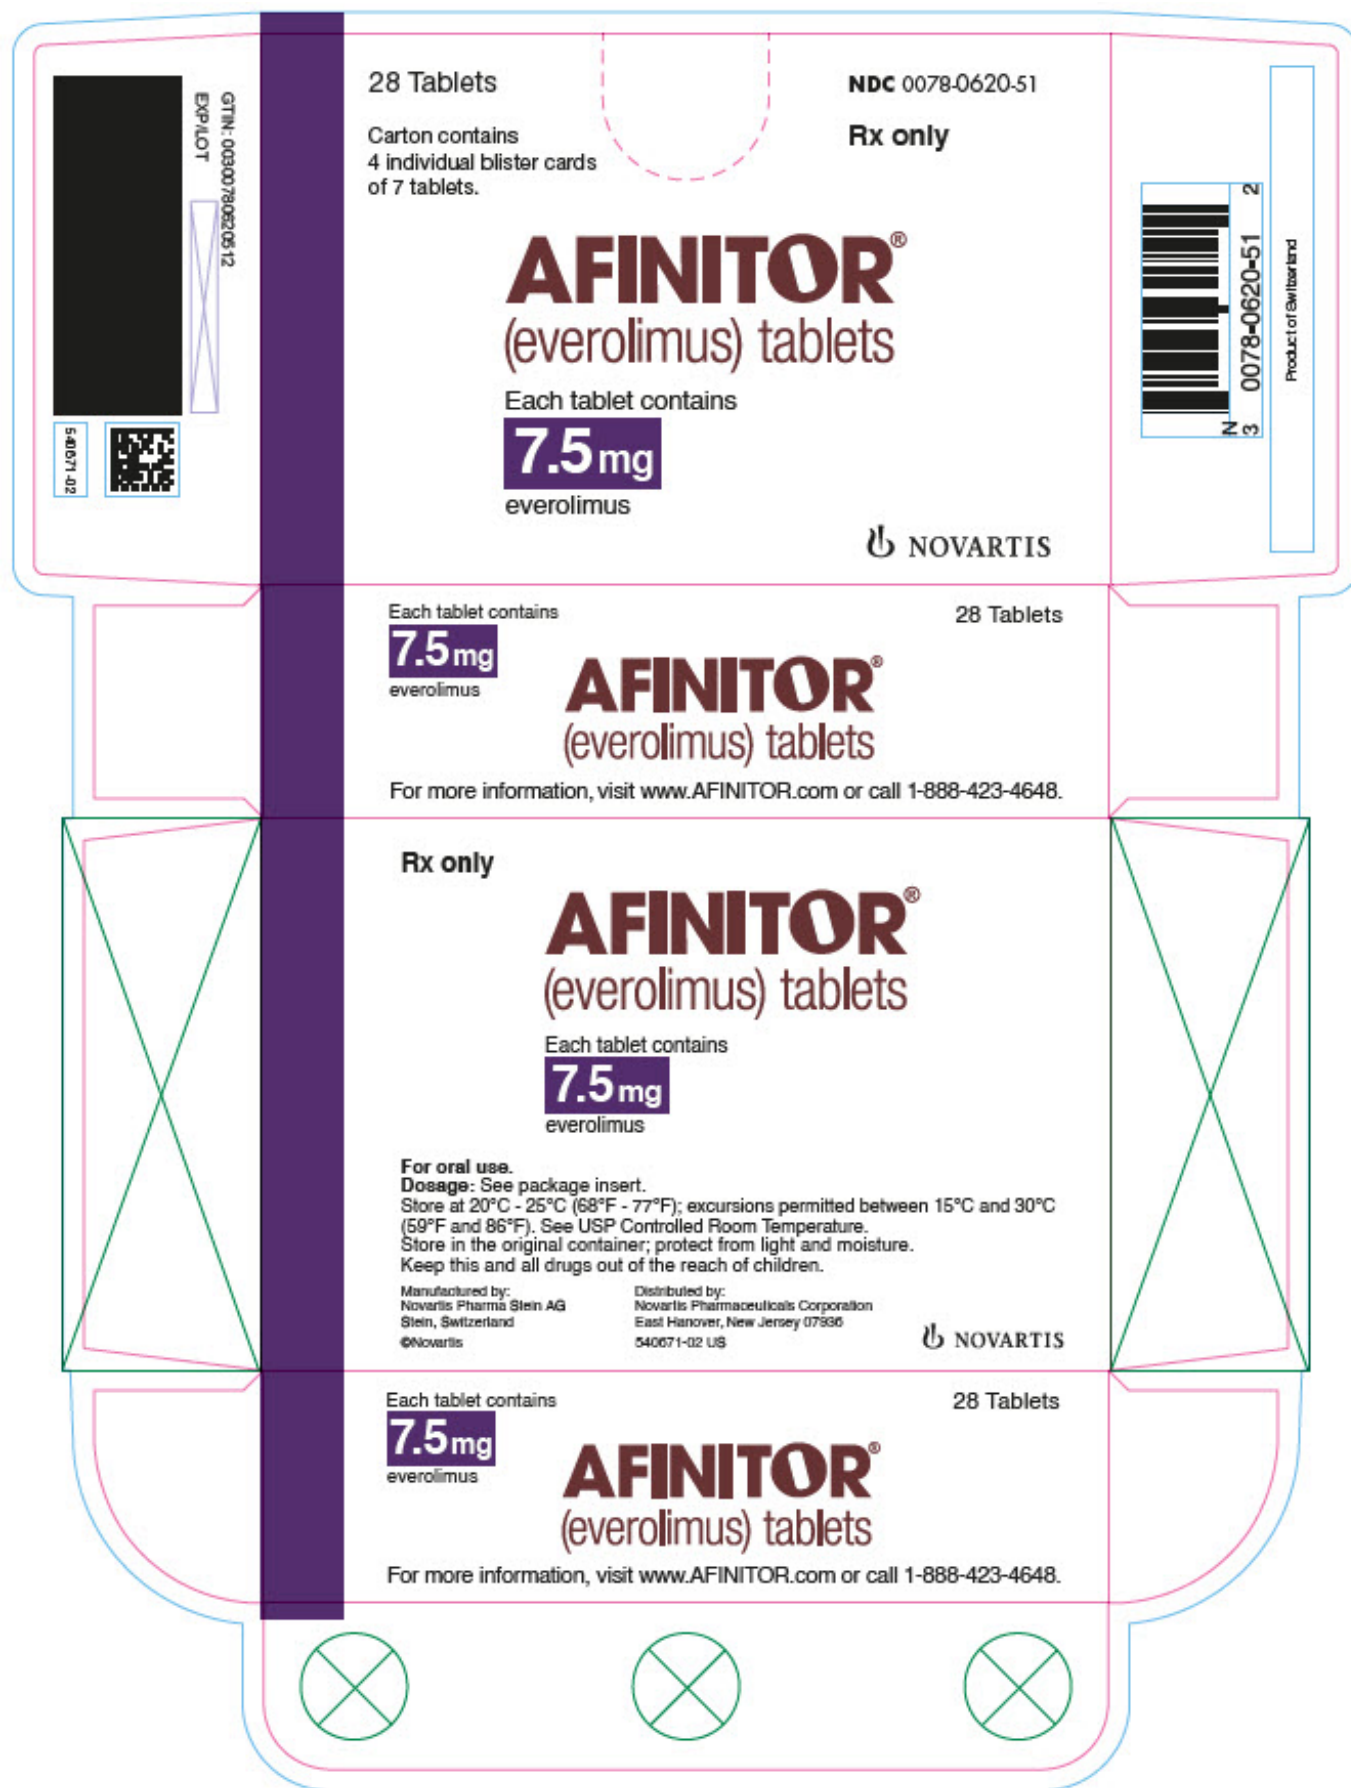 GTIN: 00300780620512
EXP/LOT
540671-02
28 Tablets
Carton contains
4 individual blister cards
of 7 tablets.
NDC 0078-0620-51
Rx only
AFINITOR®
(everolimus) tablets
Each tablet contains
7.5 mg
everolimus
NOVARTIS
N
3 0078-0620-51 2
Product of Switzerland
Each tablet contains
7.5 mg
everolimus
28 Tablets
AFINITOR®
(everolimus) tablets
For more information, visit www.AFINITOR.com or call 1-888-423-4648.
Rx only
AFINITOR®
(everolimus) tablets
Each tablet contains
7.5 mg
everolimus
For oral use.
Dosage: See package insert.
Store at 20°C - 25°C (68°F - 77°F); excursions permitted between 15°C and 30°C
(59°F and 86°F). See USP Controlled Room Temperature.
Store in the original container; protect from light and moisture.
Keep this and all drugs out of the reach of children.
Manufactured by:
Novartis Pharma Stein AG
Stein, Switzerland
©Novartis
Distributed by:
Novartis Pharmaceuticals Corporation
East Hanover, New Jersey 07936
540671-02 US
NOVARTIS
Each tablet contains
7.5 mg
everolimus
28 Tablets
AFINITOR®
(everolimus) tablets
For more information, visit www.AFINITOR.com or call 1-888-423-4648.